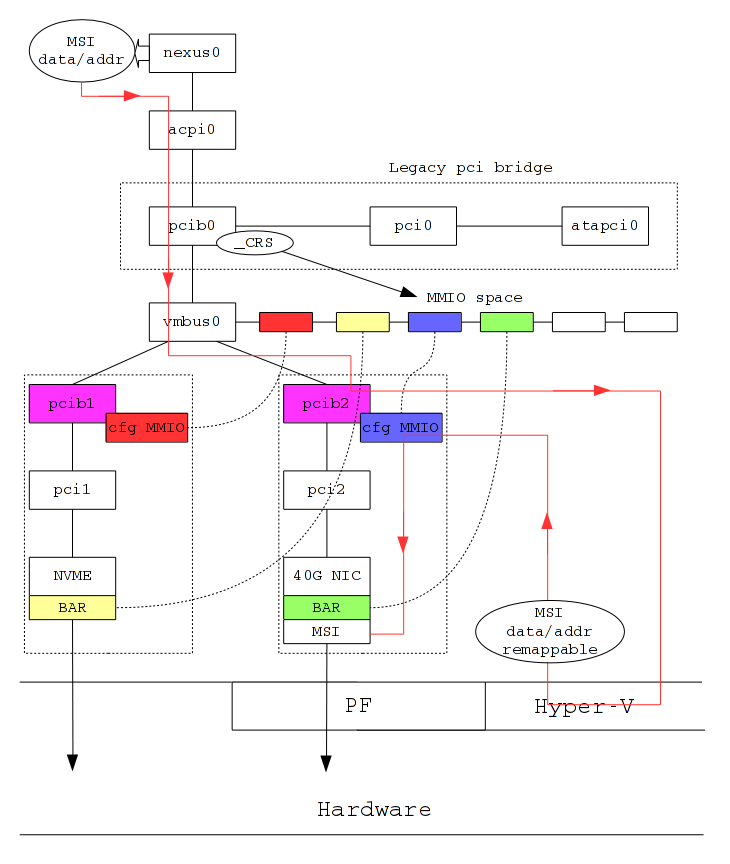 MSI
data/addr
nexus0
acpi0
Legacy pci bridge
pcib0
pci0
atapci0
_CRS
MMIO space
vmbus0
pcib1
cfg MMIO
pcib2
cfg MMIO
pci1
pci2
NVME
BAR
40G NIC
BAR
MSI
MSI
data/addr
remappable
PF
Hyper-V
Hardware